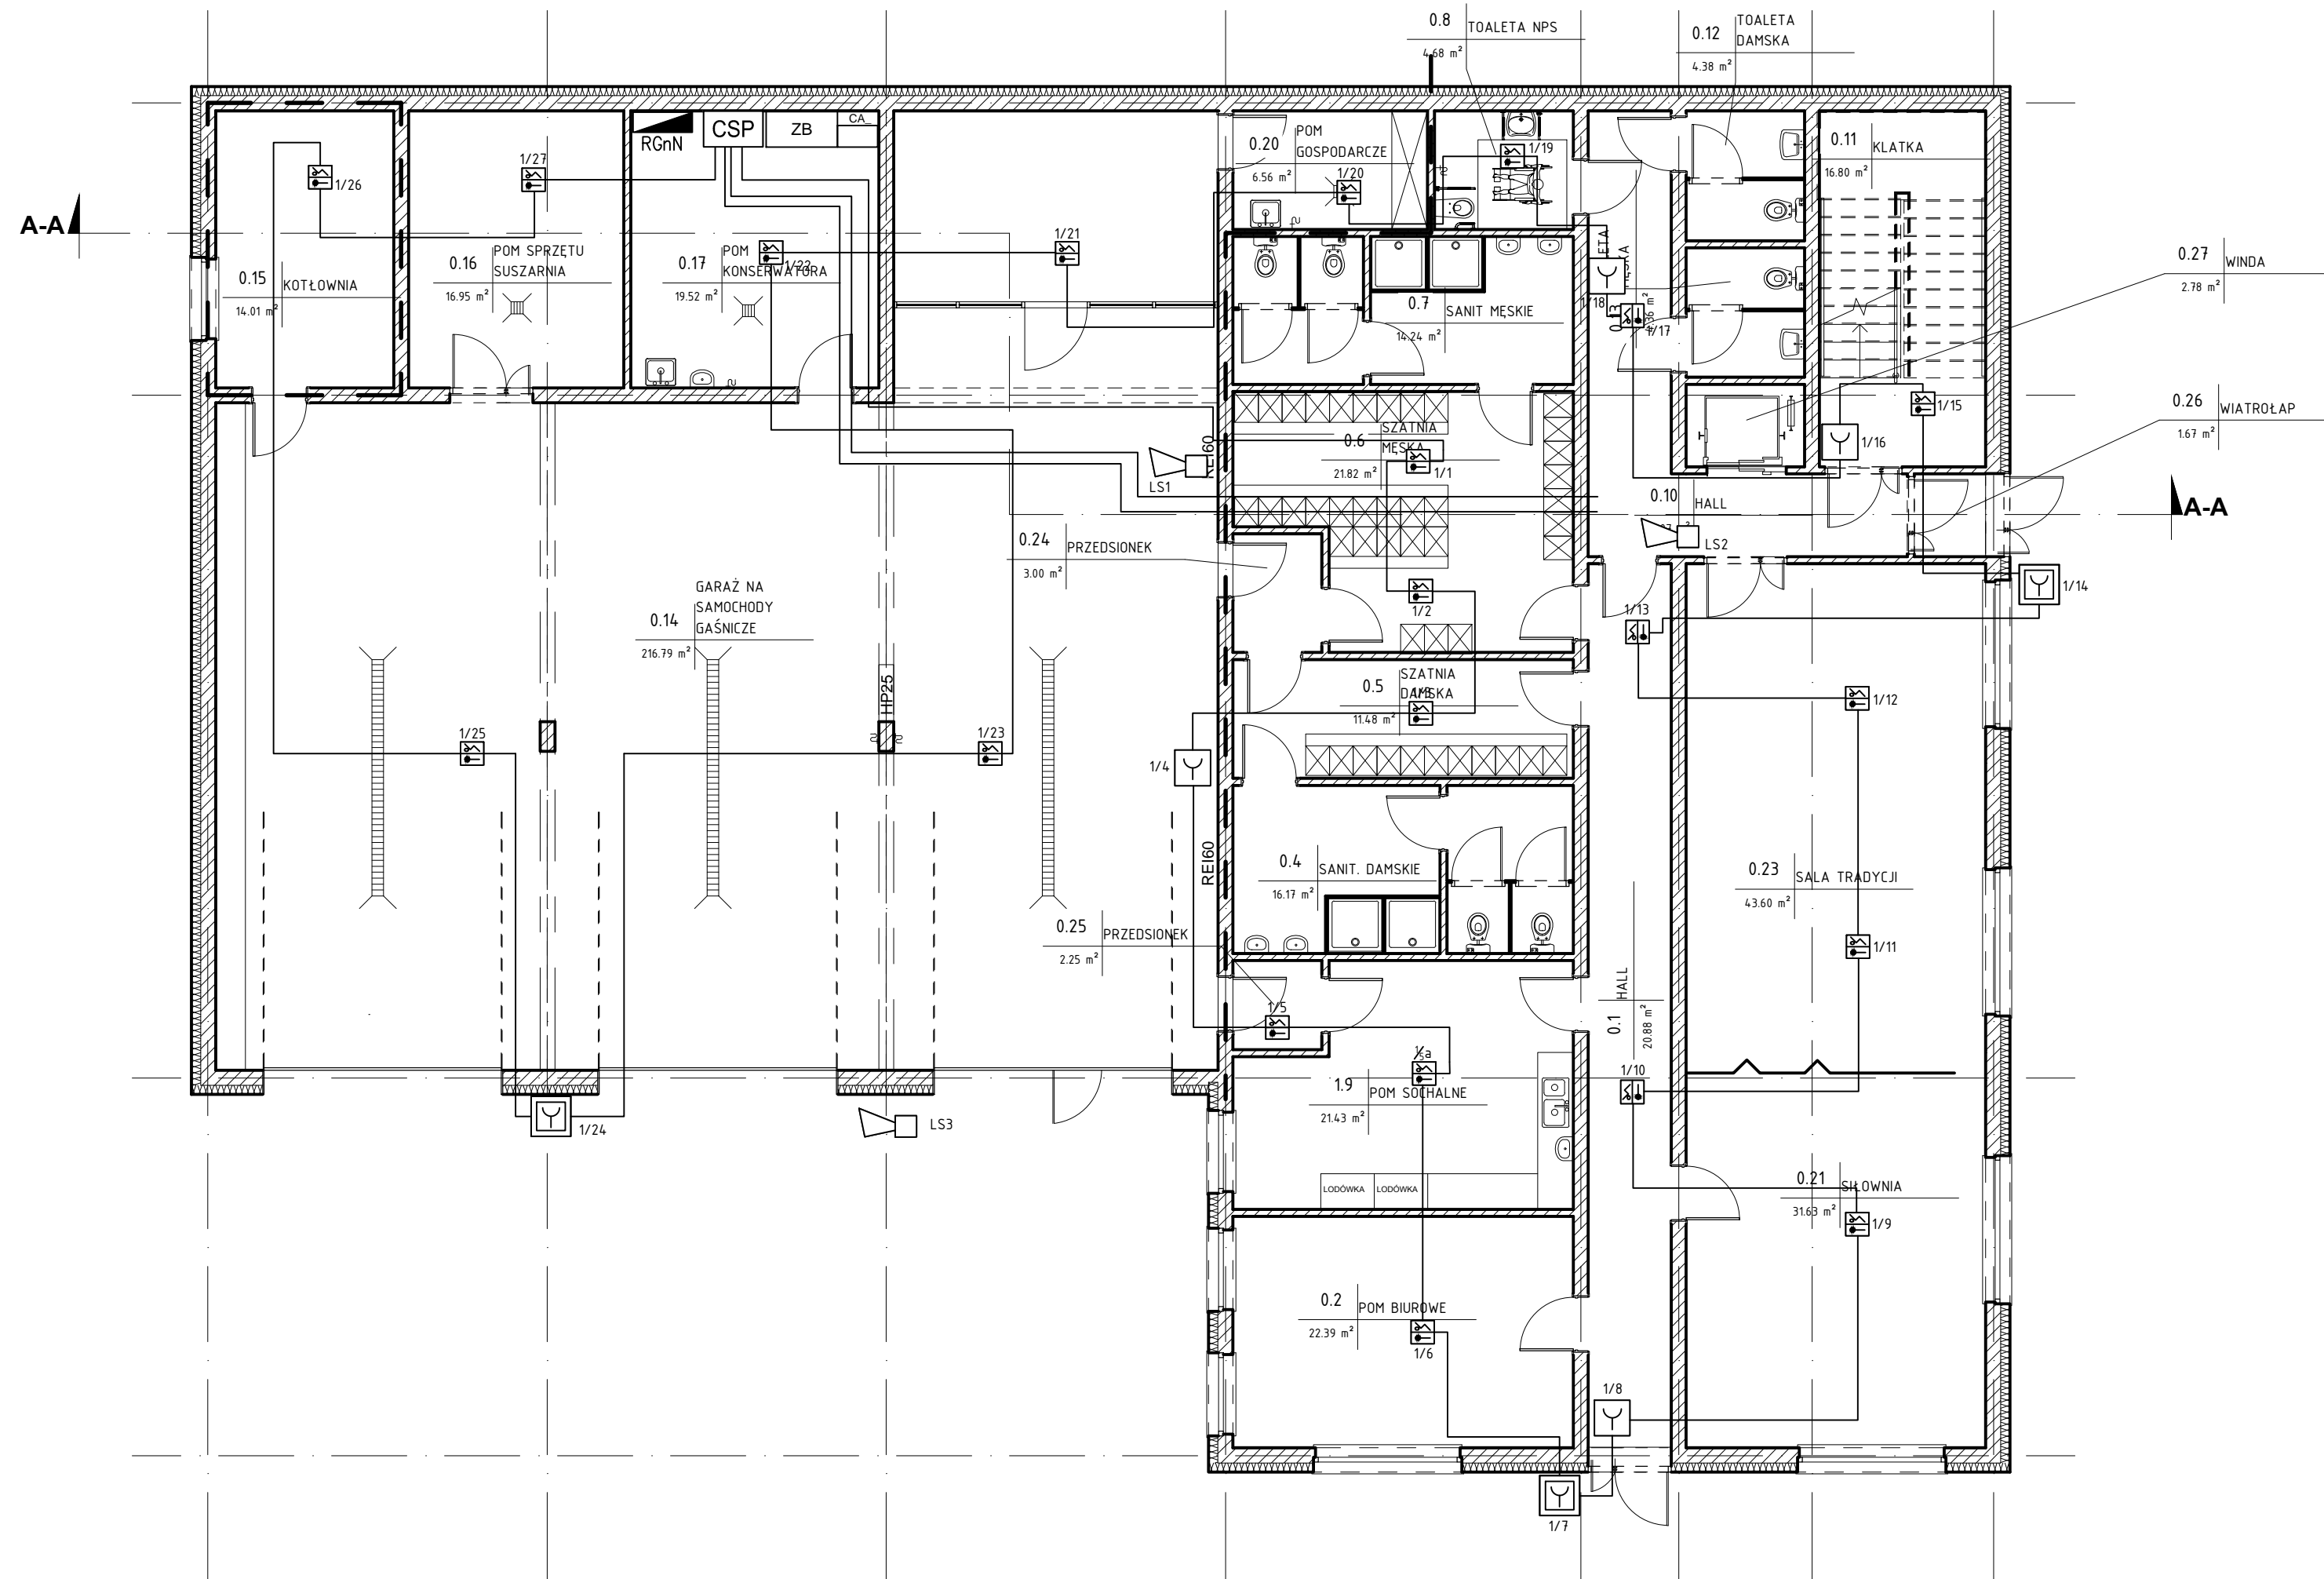 0.8
TOALETA NPS
4.68 m²
0.12
TOALETA
DAMSKA
4.38 m²
CSP
ZB
CA_
RGnN
1/27
1/26
0.20
POM
GOSPODARCZE
6.56 m²
1/20
1/19
0.11
KLATKA
16.80 m²
A-A
1/21
1/22
0.15
KOTŁOWNIA
14.01 m²
0.16
POM SPRZĘTU
SUSZARNIA
16.95 m²
0.17
POM
KONSERWATORA
19.52 m²
0.7
SANIT MĘSKIE
14.24 m²
1/18
0.13
1/17
0.27
WINDA
2.78 m²
0.26
WIATROŁAP
1.67 m²
1/15
1/16
0.6
SZATNIA
MĘSKA
21.82 m²
1/1
REI60
LS1
0.10
HALL
LS2
A-A
0.24
PRZEDSIONEK
3.00 m²
0.14
GARAŻ NA
SAMOCHODY
GAŚNICZE
216.79 m²
1/2
1/13
1/14
HP25
0.5
SZATNIA
DAMSKA
11.48 m²
1/3
1/12
1/25
1/23
1/4
REI60
0.4
SANIT. DAMSKIE
16.17 m²
0.23
SALA TRADYCJI
43.60 m²
0.25
PRZEDSIONEK
2.25 m²
1/11
1/5
0.1
HALL
20.88 m²
1/5a
1.9
POM SOCHALNE
21.43 m²
1/10
1/24
LS3
LODÓWKA
LODÓWKA
0.21
SIŁOWNIA
31.63 m²
1/9
0.2
POM BIUROWE
22.39 m²
1/6
1/8
1/7